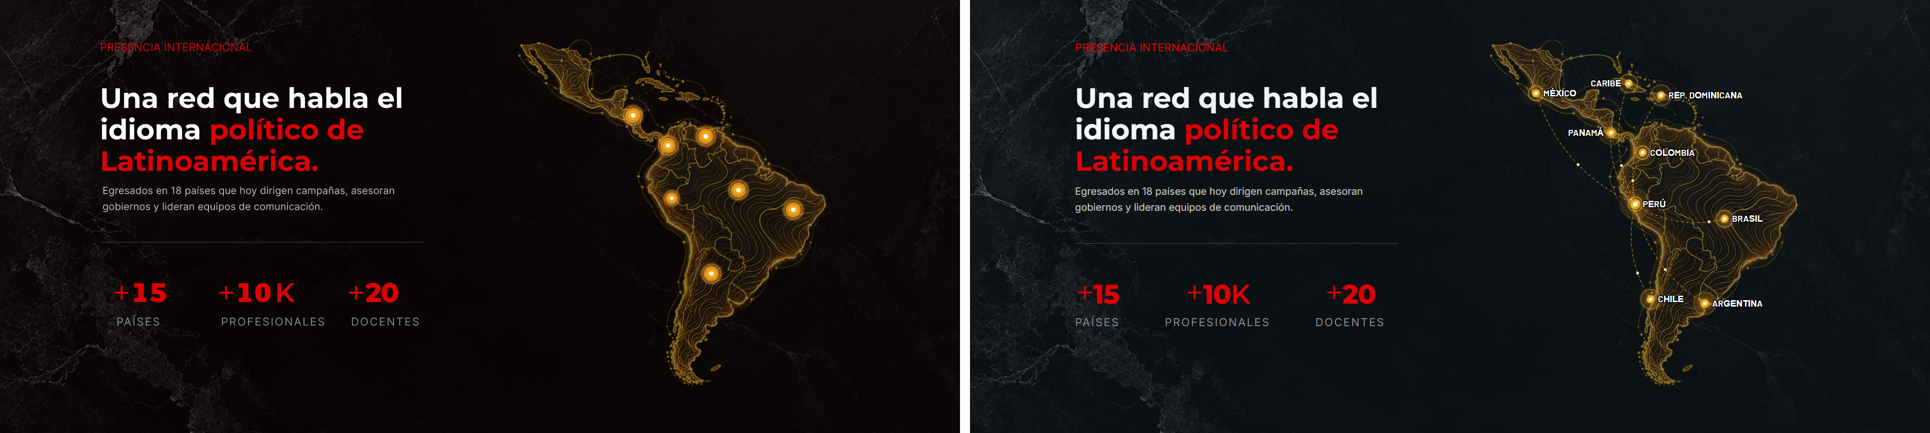 PRESENCIA INTERNACIONAL
Una red que habla el
idioma político de
Latinoamérica.
Egresados en 18 países que hoy dirigen campañas, asesoran
gobiernos y lideran equipos de comunicación.
+15 +10K +20
PAÍSES PROFESIONALES DOCENTES
PRESENCIA INTERNACIONAL
Una red que habla el
idioma político de
Latinoamérica.
Egresados en 18 países que hoy dirigen campañas, asesoran
gobiernos y lideran equipos de comunicación.
+15 +10K +20
PAÍSES PROFESIONALES DOCENTES
CARIBE
MÉXICO
REP. DOMINICANA
PANAMÁ
COLOMBIA
PERÚ
BRASIL
CHILE
ARGENTINA